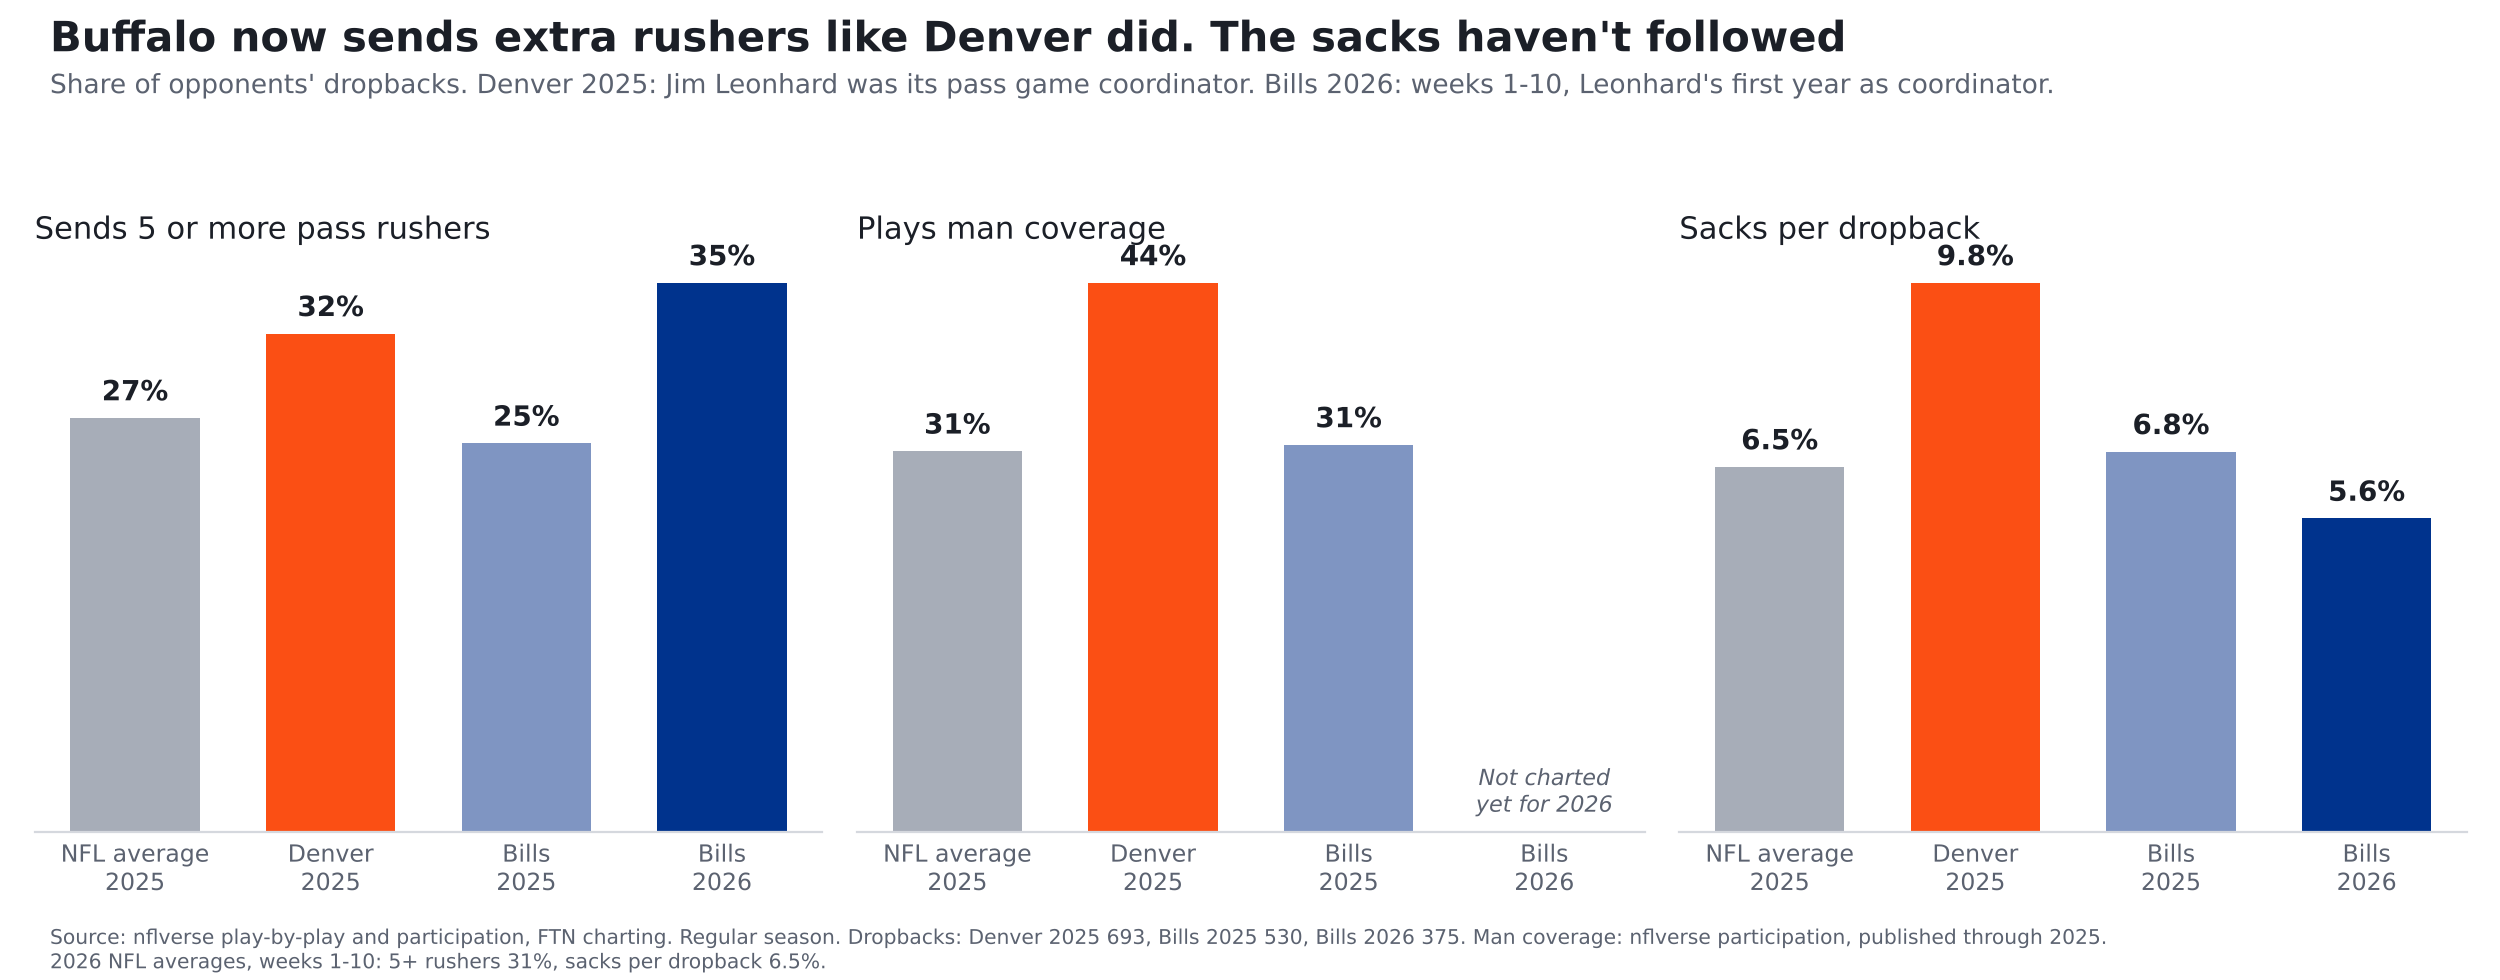 Buffalo now sends extra rushers like Denver did. The sacks haven't followed
Share of opponents' dropbacks. Denver 2025: Jim Leonhard was its pass game coordinator. Bills 2026: weeks 1-10, Leonhard's first year as coordinator.
Sends 5 or more pass rushers
27%
32%
25%
35%
NFL average
2025
Denver
2025
Bills
2025
Bills
2026
Plays man coverage
31%
44%
31%
Not charted
yet for 2026
NFL average
2025
Denver
2025
Bills
2025
Bills
2026
Sacks per dropback
6.5%
9.8%
6.8%
5.6%
NFL average
2025
Denver
2025
Bills
2025
Bills
2026
Source: nflverse play-by-play and participation, FTN charting. Regular season. Dropbacks: Denver 2025 693, Bills 2025 530, Bills 2026 375. Man coverage: nflverse participation, published through 2025.
2026 NFL averages, weeks 1-10: 5+ rushers 31%, sacks per dropback 6.5%.